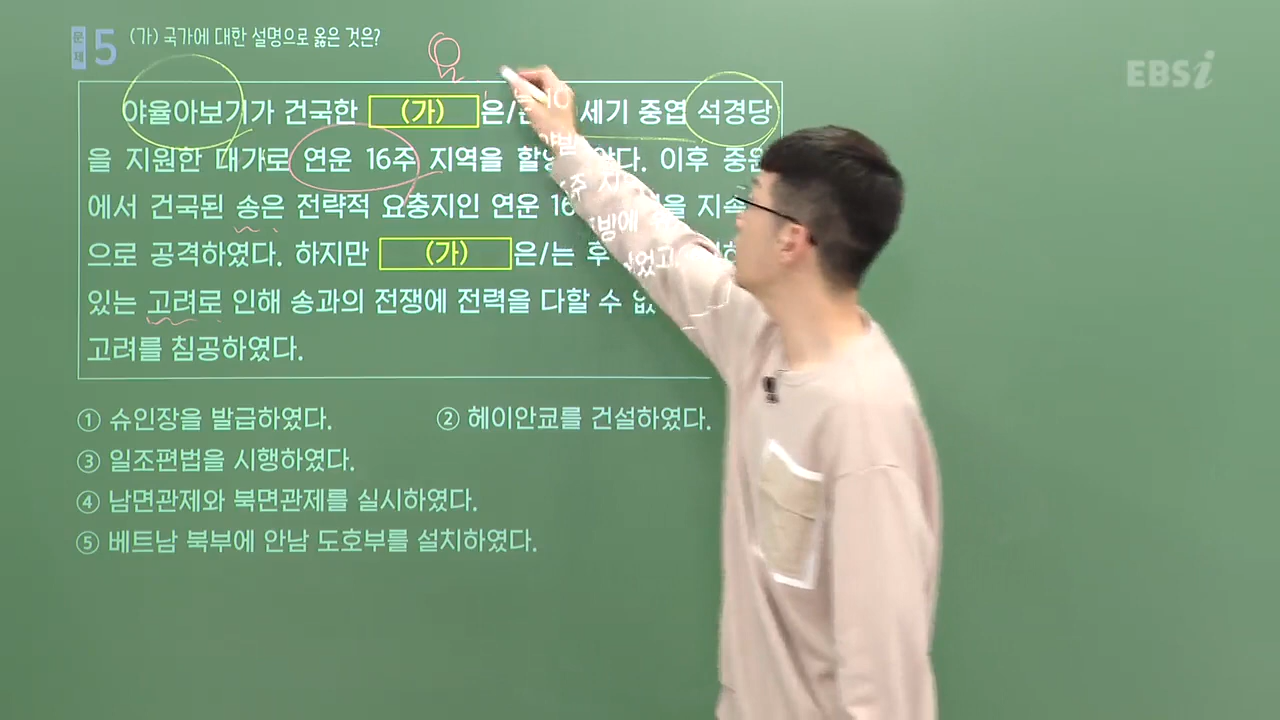 문제 5 (가) 국가에 대한 설명으로 옳은 것은?
EBSi
야율아보기가 건국한 (가) 은/는 세기 중엽 석경당
을 지원한 대가로 연운 16주 지역을 이후
에서 건국된 송은 전략적 요충지인 연운
으로 공격하였다. 하지만 (가) 은/는 후
있는 고려로 인해 송과의 전쟁에 전력을 다할 수
고려를 침공하였다.
① 슈인장을 발급하였다. ② 헤이안쿄를 건설하였다.
③ 일조편법을 시행하였다.
④ 남면관제와 북면관제를 실시하였다.
⑤ 베트남 북부에 안남 도호부를 설치하였다.